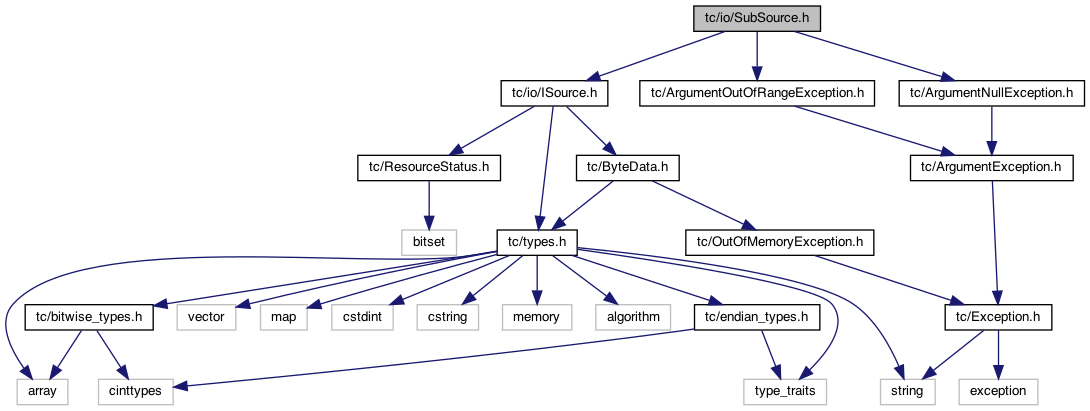 tc/io/SubSource.h
tc/io/ISource.h
tc/ArgumentOutOfRangeException.h
tc/ArgumentNullException.h
tc/ResourceStatus.h
tc/ByteData.h
tc/ArgumentException.h
bitset
tc/types.h
tc/OutOfMemoryException.h
tc/bitwise_types.h
vector
map
cstdint
cstring
memory
algorithm
tc/endian_types.h
tc/Exception.h
array
cinttypes
type_traits
string
exception